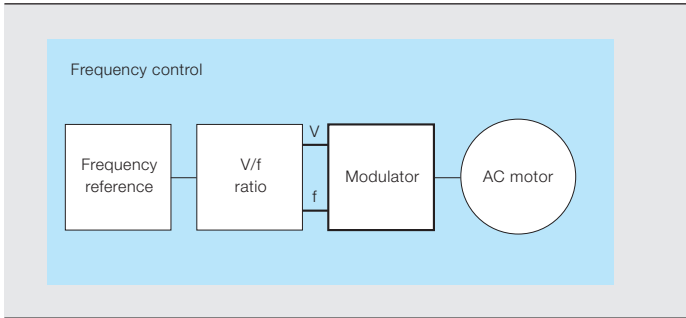 Frequency control
Frequency
reference
V/f
ratio
V
f
Modulator
AC motor